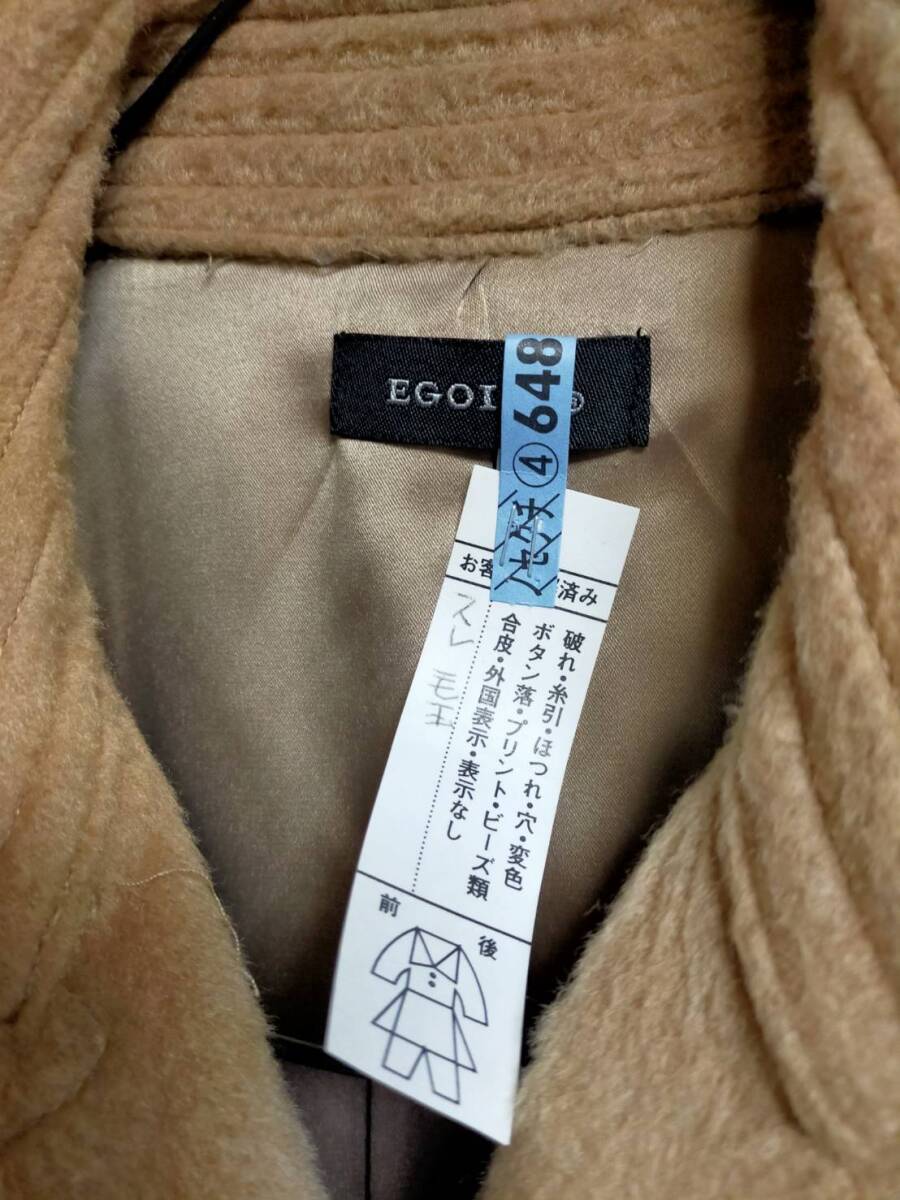 EGOI
④648
お客 済み
破れ・糸引・ほつれ・穴・変色
ボタン落・プリント・ビーズ類
合皮・外国表示・表示なし
スレ 毛玉
前
後